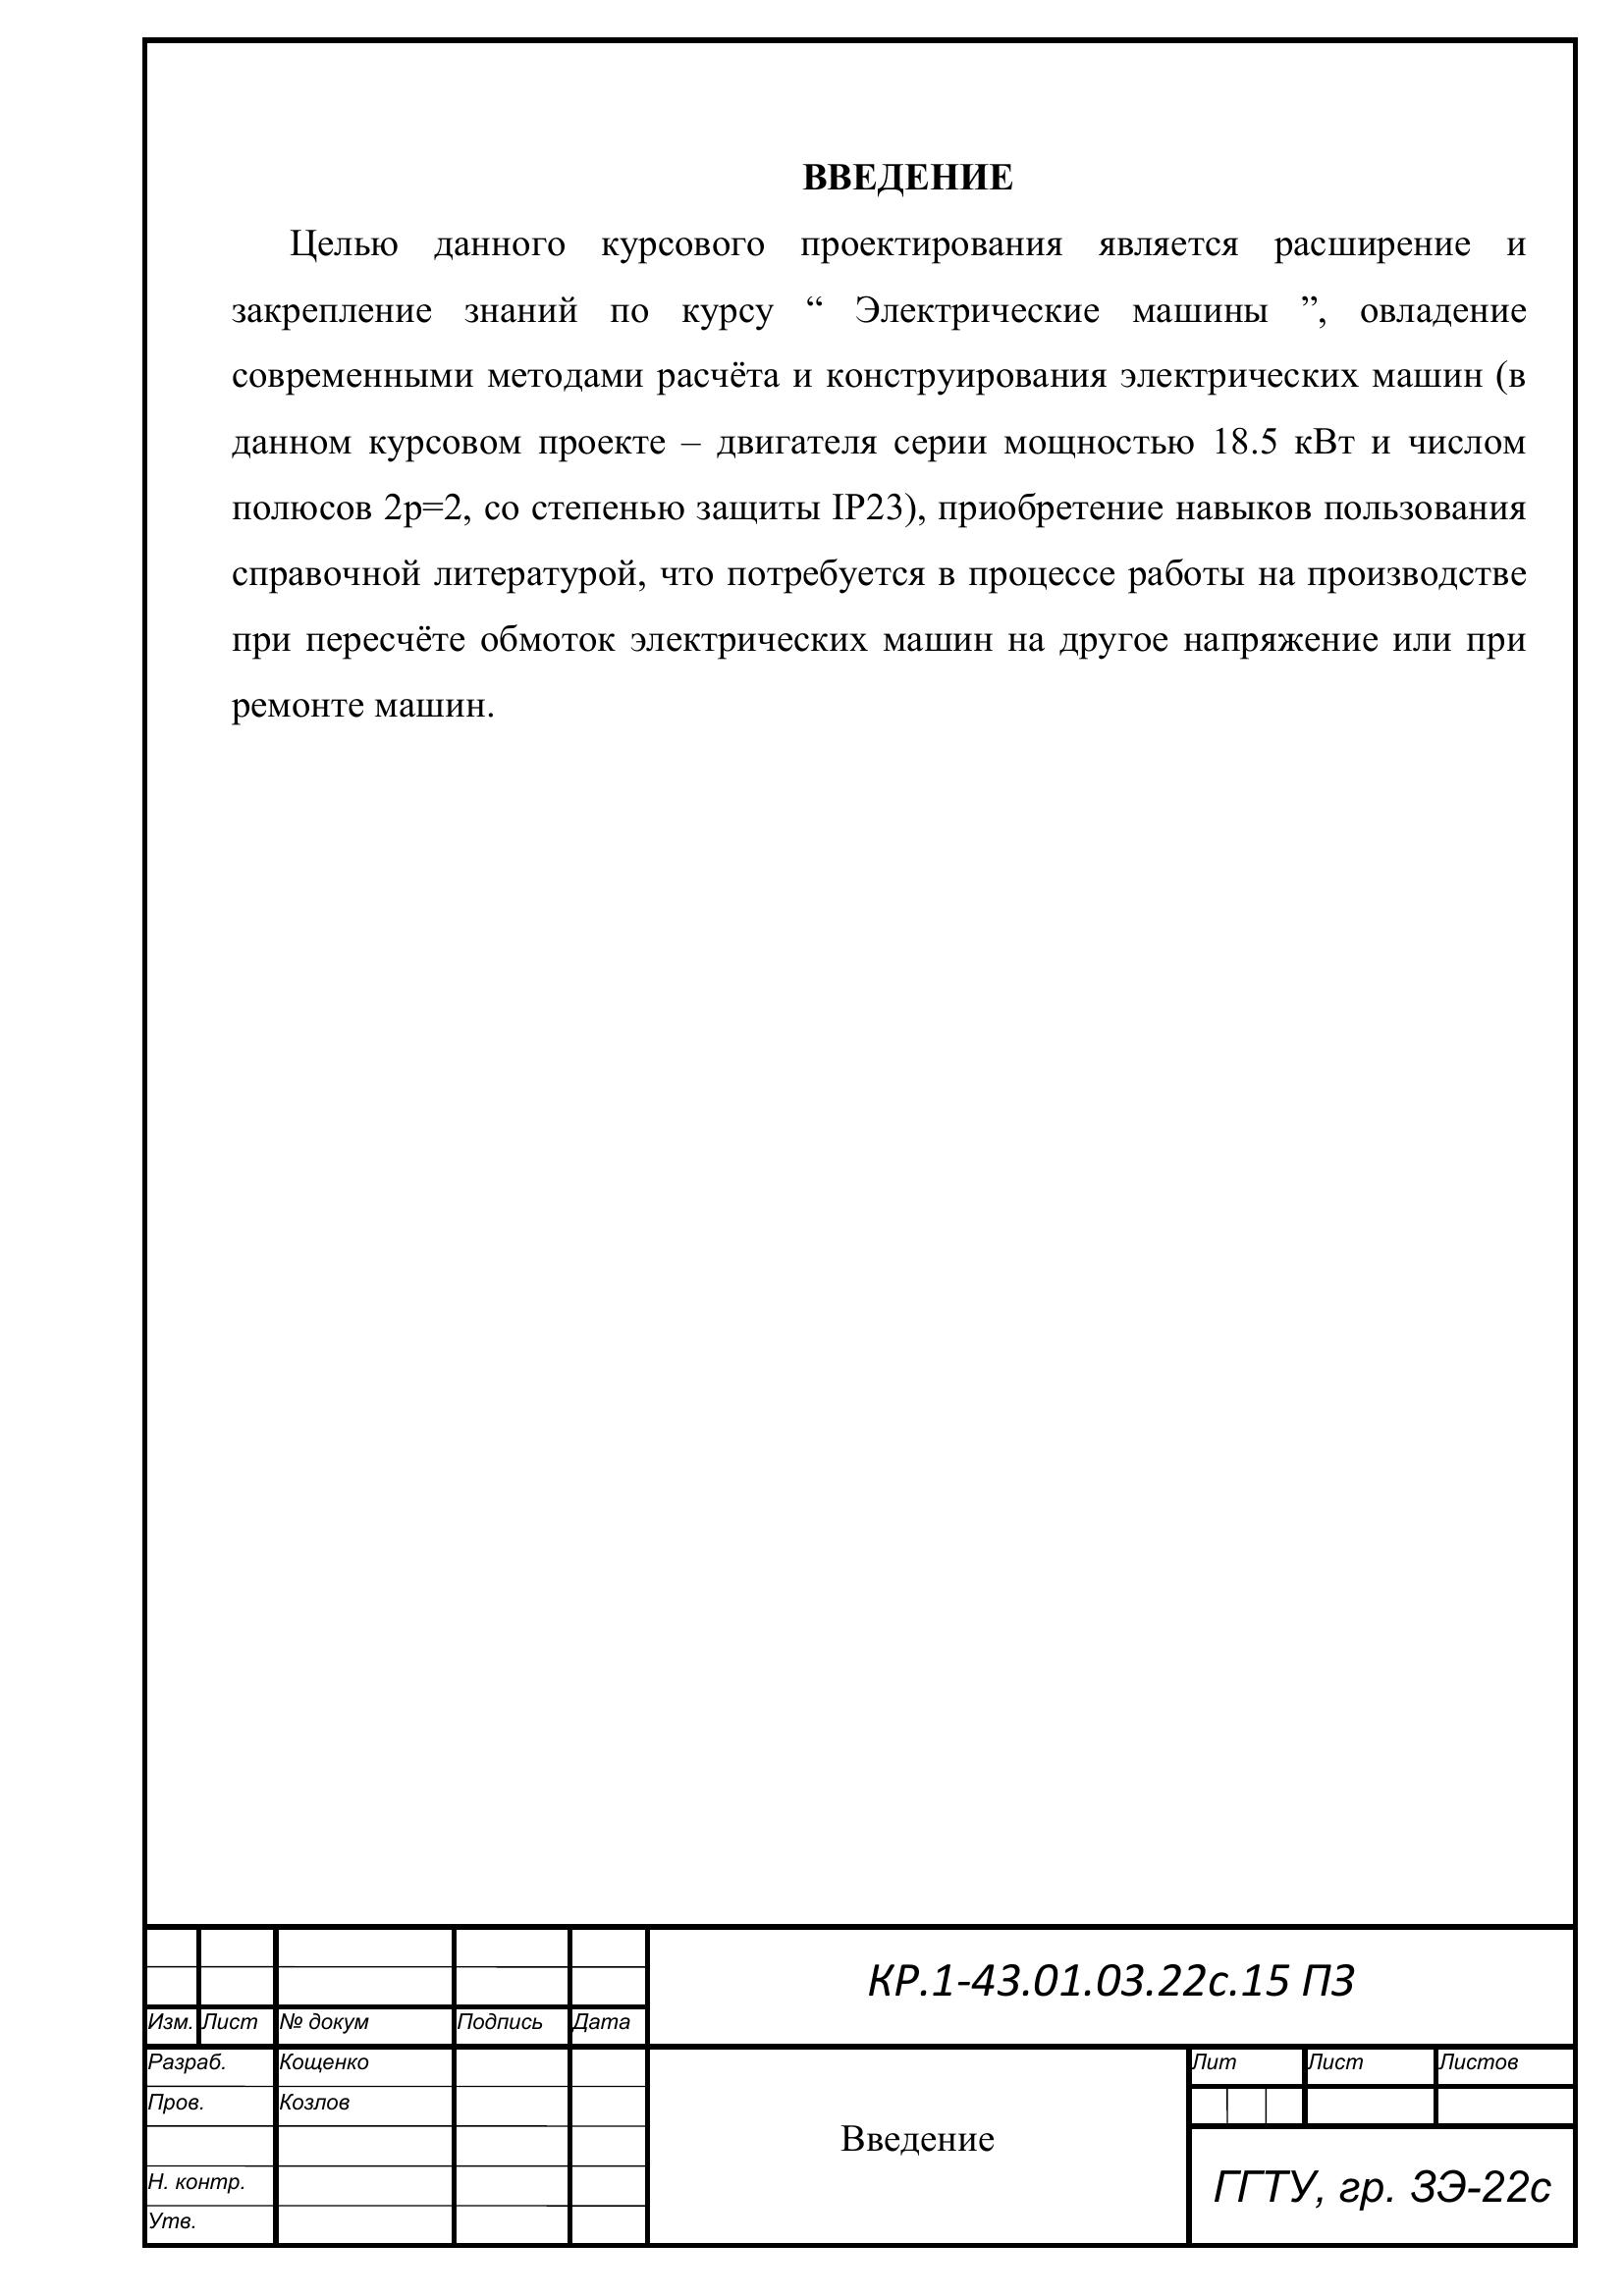 ВВЕДЕНИЕ
Целью данного курсового проектирования является расширение и
закрепление знаний по курсу “ Электрические машины ”, овладение
современными методами расчёта и конструирования электрических машин (в
данном курсовом проекте – двигателя серии мощностью 18.5 кВт и числом
полюсов 2р=2, со степенью защиты IP23), приобретение навыков пользования
справочной литературой, что потребуется в процессе работы на производстве
при пересчёте обмоток электрических машин на другое напряжение или при
ремонте машин.
КР.1-43.01.03.22с.15 ПЗ
Изм. Лист № докум Подпись Дата
Разраб. Кощенко
Пров. Козлов
Н. контр.
Утв.
Введение
Лит Лист Листов
ГГТУ, гр. ЗЭ-22с